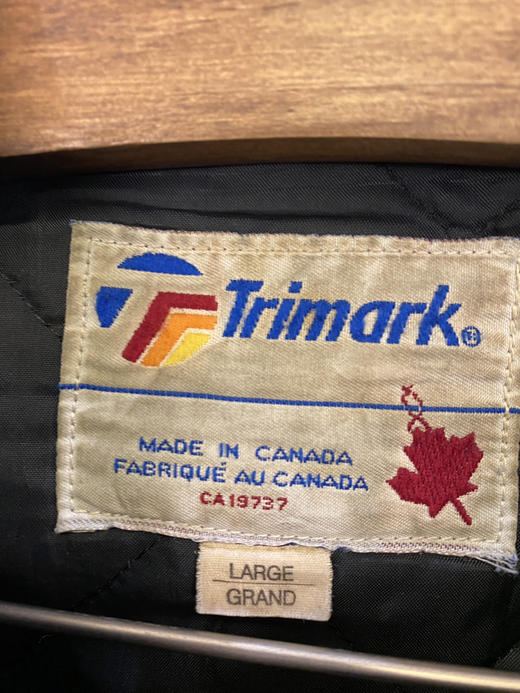 Trimark®
MADE IN CANADA
FABRIQUÉ AU CANADA
CA19737
LARGE
GRAND